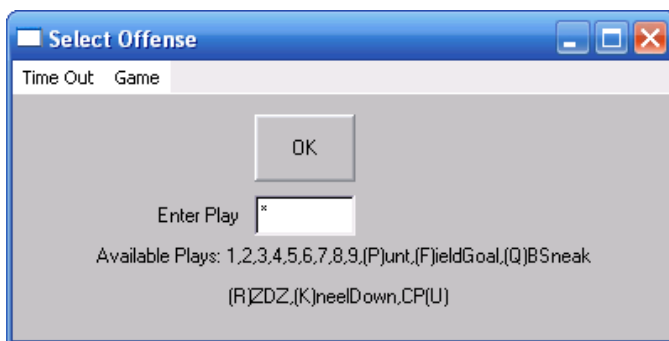 Select Offense
Time Out Game
OK
Enter Play *
Available Plays: 1,2,3,4,5,6,7,8,9,(P)unt,(F)ieldGoal,(Q)BSneak
(R)ZDZ,(K)neelDown,CP(U)